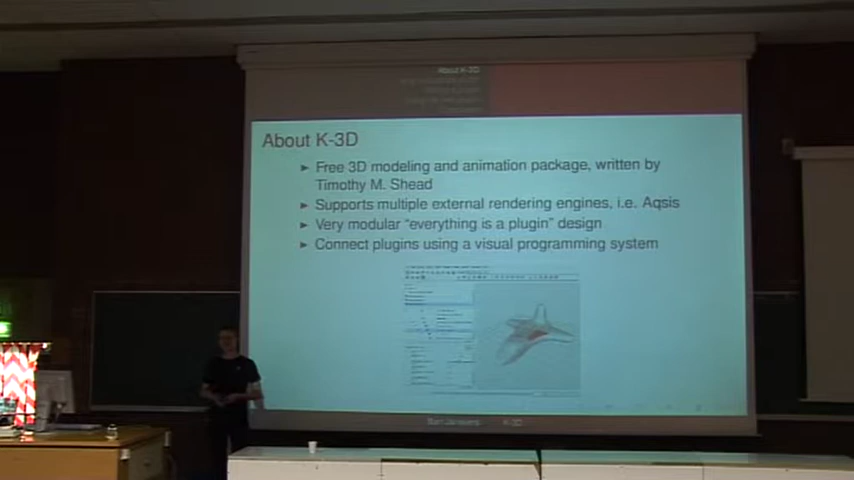 About K-3D
About K-3D
▸ Free 3D modeling and animation package, written by
Timothy M. Shead
▸ Supports multiple external rendering engines, i.e. Aqsis
▸ Very modular "everything is a plugin" design
▸ Connect plugins using a visual programming system
K-3D